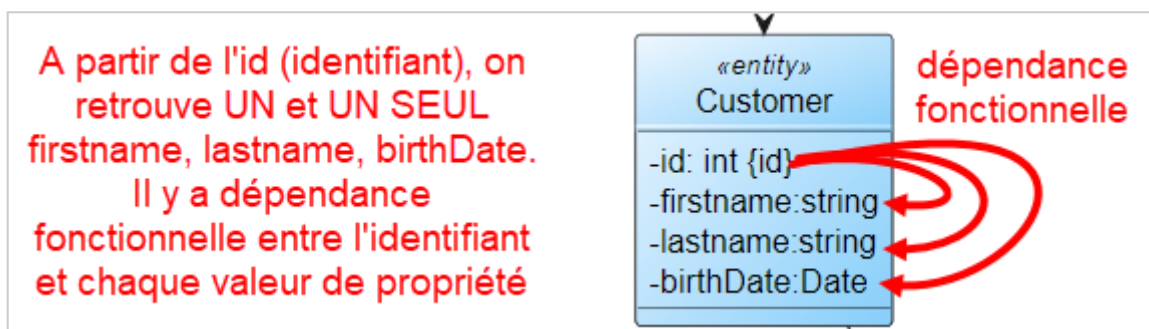 A partir de l'id (identifiant), on
retrouve UN et UN SEUL
firstname, lastname, birthDate.
Il y a dépendance
fonctionnelle entre l'identifiant
et chaque valeur de propriété
«entity»
Customer
-id: int {id}
-firstname:string
-lastname:string
-birthDate:Date
dépendance
fonctionnelle